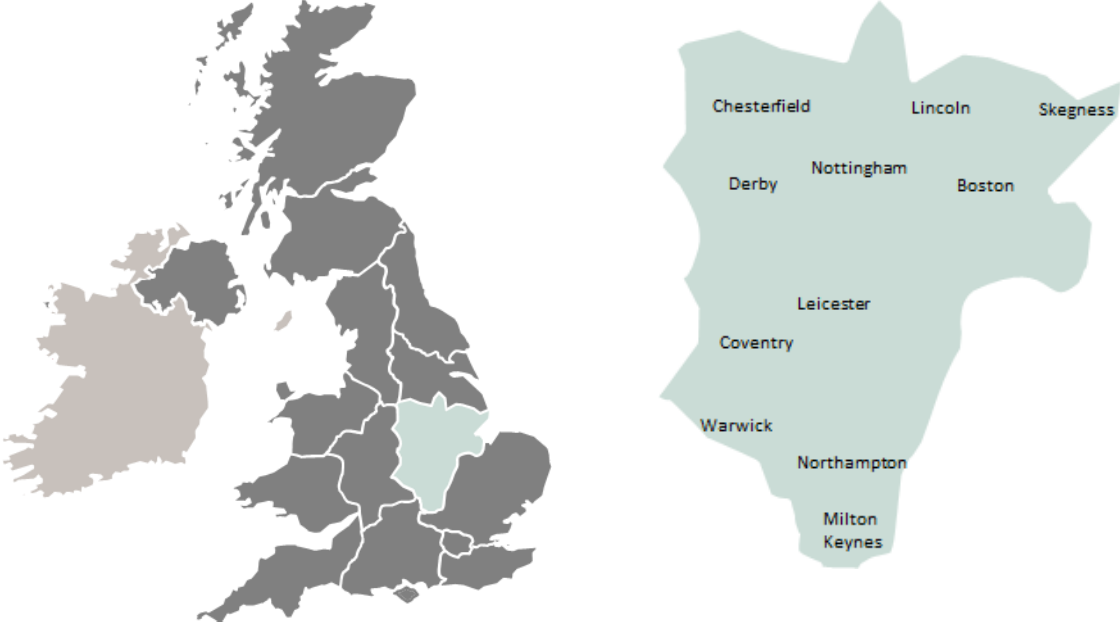 Chesterfield
Lincoln
Skegness
Nottingham
Derby
Boston
Leicester
Coventry
Warwick
Northampton
Milton
Keynes